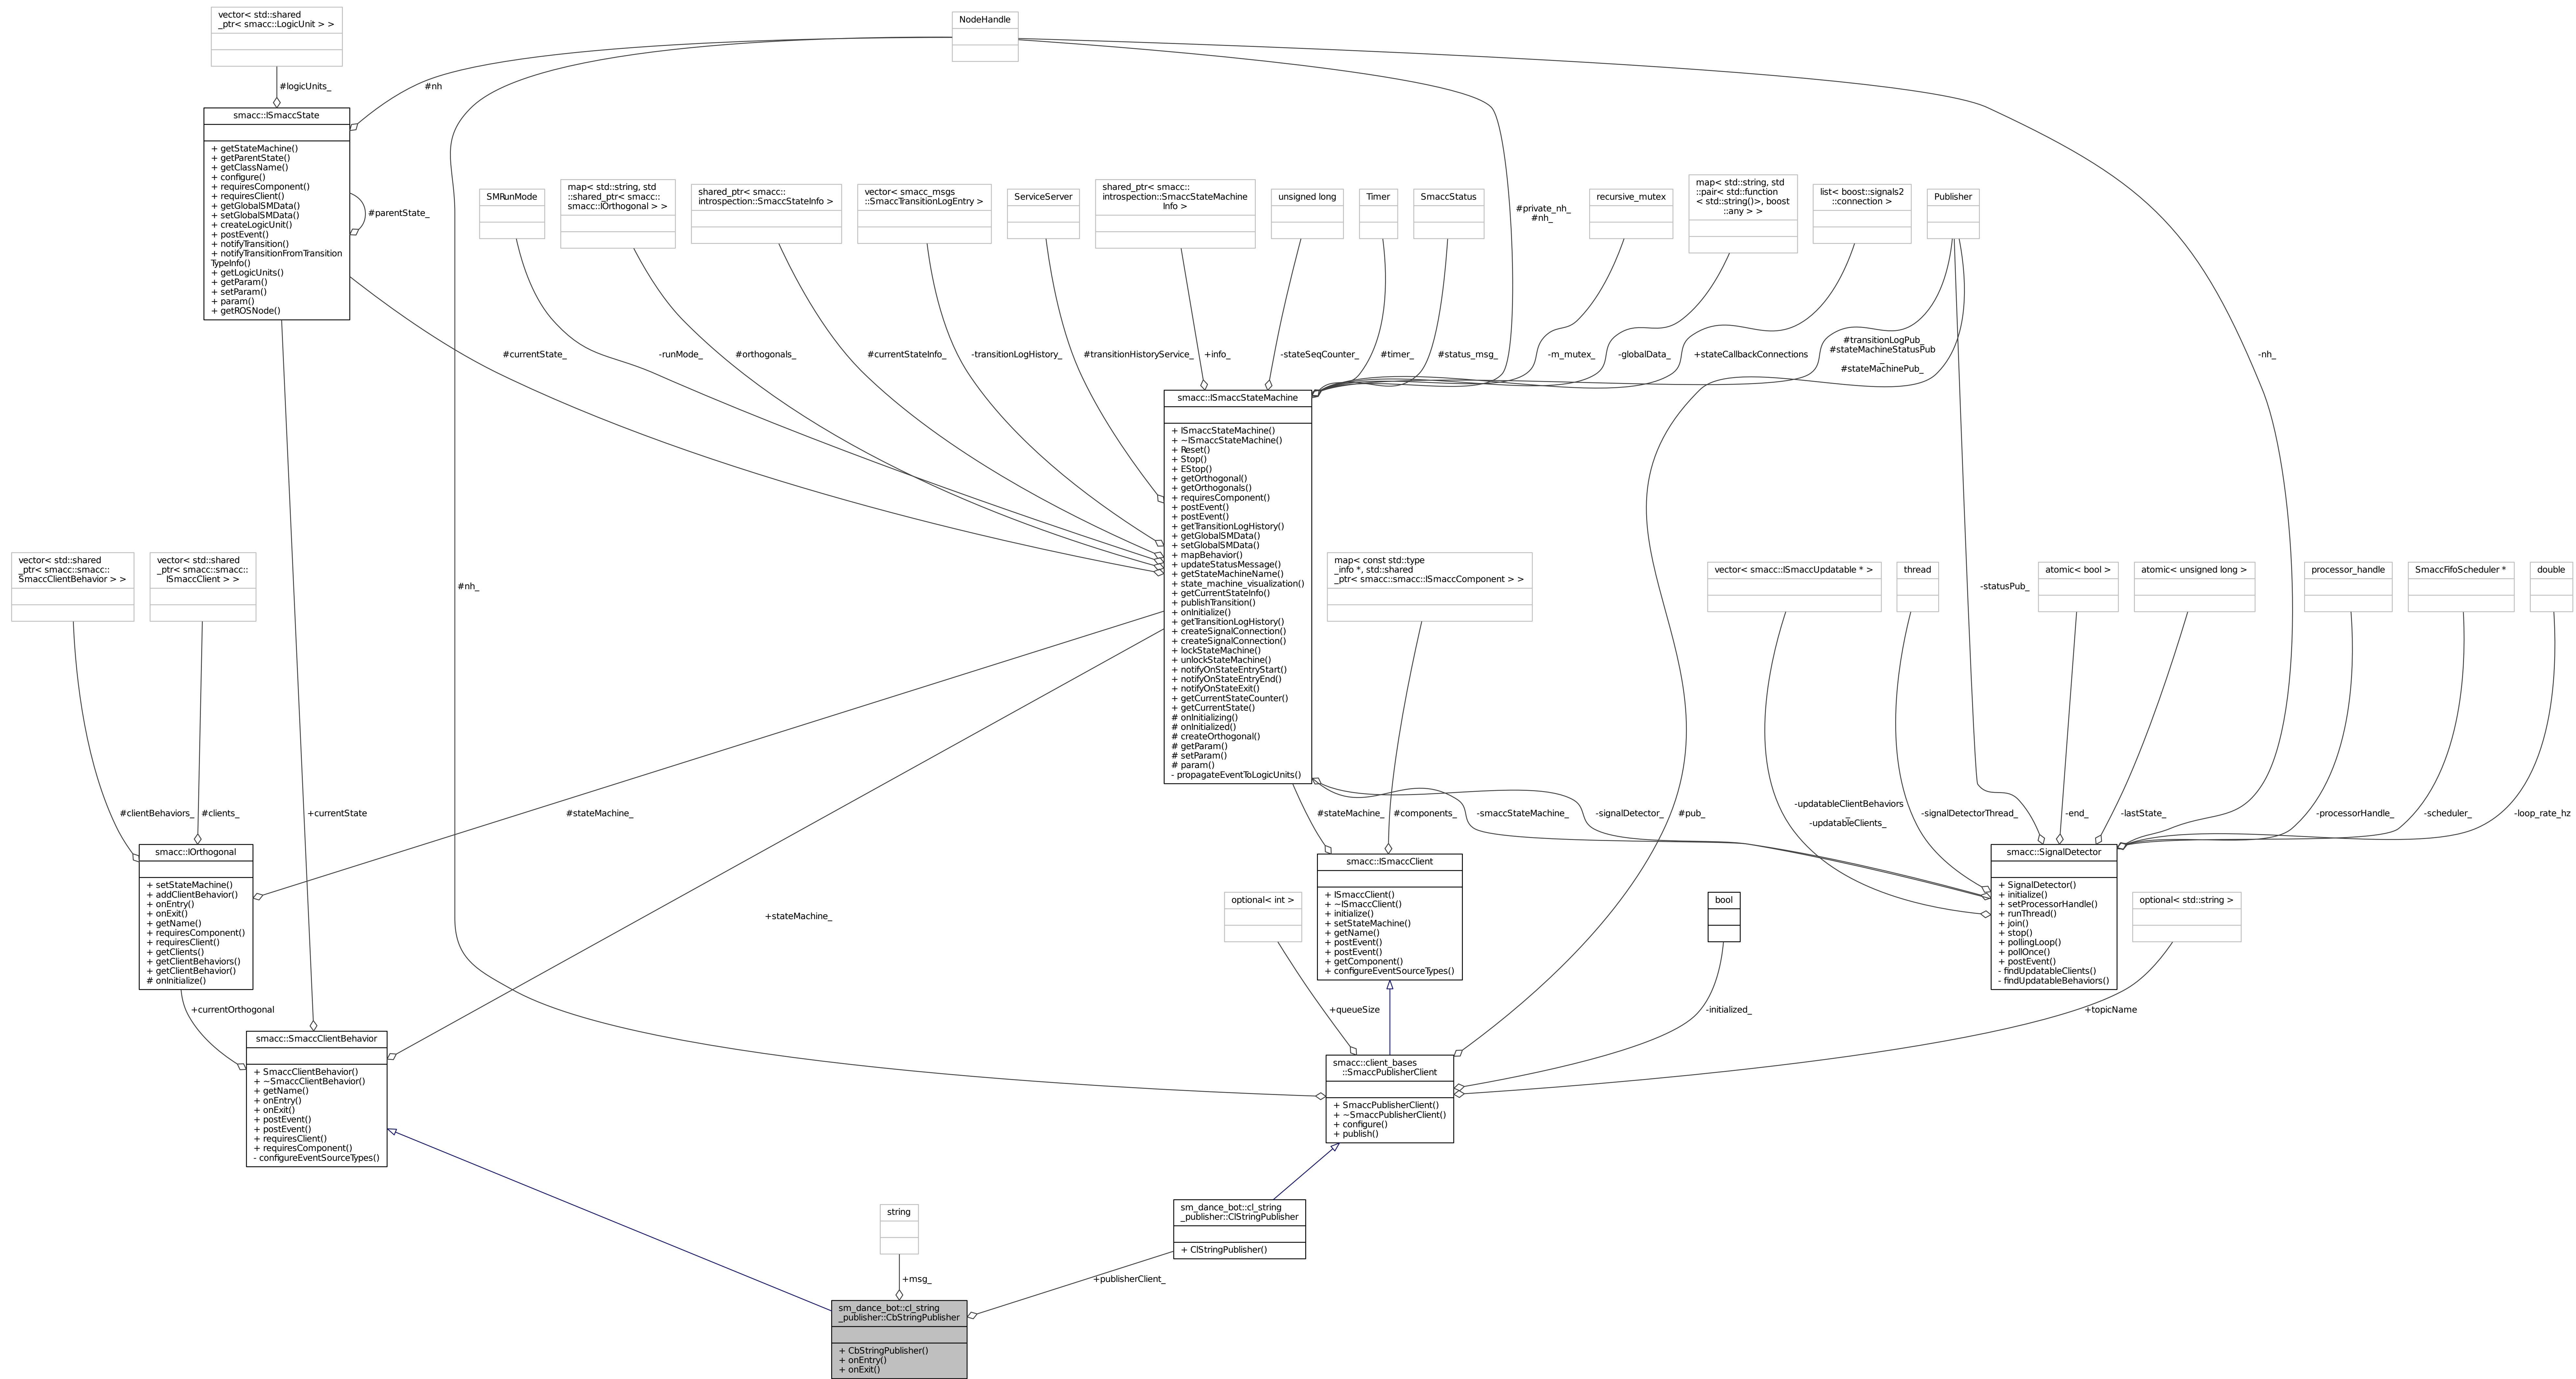 vector< std::shared
_ptr< smacc::LogicUnit > >
NodeHandle
#logicUnits_
#nh
smacc::ISmaccState
+ getStateMachine()
+ getParentState()
+ getClassName()
+ configure()
+ requiresComponent()
+ requiresClient()
+ getGlobalSMData()
+ setGlobalSMData()
+ createLogicUnit()
+ postEvent()
+ notifyTransition()
+ notifyTransitionFromTransition
TypeInfo()
+ getLogicUnits()
+ getParam()
+ setParam()
+ param()
+ getROSNode()
#parentState_
SMRunMode
map< std::string, std
::shared_ptr< smacc::
smacc::IOrthogonal > >
shared_ptr< smacc::
introspection::SmaccStateInfo >
vector< smacc_msgs
::SmaccTransitionLogEntry >
ServiceServer
shared_ptr< smacc::
introspection::SmaccStateMachine
Info >
unsigned long
Timer
SmaccStatus
#private_nh_
#nh_
recursive_mutex
map< std::string, std
::pair< std::function
< std::string()>, boost
::any > >
list< boost::signals2
::connection >
Publisher
#currentState_
-runMode_
#orthogonals_
#currentStateInfo_
-transitionLogHistory_
#transitionHistoryService_
+info_
-stateSeqCounter_
#timer_
#status_msg_
-m_mutex_
-globalData_
+stateCallbackConnections
#transitionLogPub_
#stateMachineStatusPub
_
#stateMachinePub_
-nh_
smacc::ISmaccStateMachine
+ ISmaccStateMachine()
+ ~ISmaccStateMachine()
+ Reset()
+ Stop()
+ EStop()
+ getOrthogonal()
+ getOrthogonals()
+ requiresComponent()
+ postEvent()
+ postEvent()
+ getTransitionLogHistory()
+ getGlobalSMData()
+ setGlobalSMData()
+ mapBehavior()
+ updateStatusMessage()
+ getStateMachineName()
+ state_machine_visualization()
+ getCurrentStateInfo()
+ publishTransition()
+ onInitialize()
+ getTransitionLogHistory()
+ createSignalConnection()
+ createSignalConnection()
+ lockStateMachine()
+ unlockStateMachine()
+ notifyOnStateEntryStart()
+ notifyOnStateEntryEnd()
+ notifyOnStateExit()
+ getCurrentStateCounter()
+ getCurrentState()
# onInitializing()
# onInitialized()
# createOrthogonal()
# getParam()
# setParam()
# param()
- propagateEventToLogicUnits()
vector< std::shared
_ptr< smacc::smacc::
SmaccClientBehavior > >
vector< std::shared
_ptr< smacc::smacc::
ISmaccClient > >
#nh_
map< const std::type
_info *, std::shared
_ptr< smacc::smacc::ISmaccComponent > >
vector< smacc::ISmaccUpdatable * >
thread
-statusPub_
atomic< bool >
atomic< unsigned long >
processor_handle
SmaccFifoScheduler *
double
#clientBehaviors_
#clients_
+currentState
#stateMachine_
#stateMachine_
#components_
-smaccStateMachine_
-signalDetector_
#pub_
-updatableClientBehaviors
_
-updatableClients_
-signalDetectorThread_
-end_
-lastState_
-processorHandle_
-scheduler_
-loop_rate_hz
smacc::IOrthogonal
+ setStateMachine()
+ addClientBehavior()
+ onEntry()
+ onExit()
+ getName()
+ requiresComponent()
+ requiresClient()
+ getClients()
+ getClientBehaviors()
+ getClientBehavior()
# onInitialize()
+stateMachine_
smacc::ISmaccClient
+ ISmaccClient()
+ ~ISmaccClient()
+ initialize()
+ setStateMachine()
+ getName()
+ postEvent()
+ postEvent()
+ getComponent()
+ configureEventSourceTypes()
optional< int >
bool
smacc::SignalDetector
+ SignalDetector()
+ initialize()
+ setProcessorHandle()
+ runThread()
+ join()
+ stop()
+ pollingLoop()
+ pollOnce()
+ postEvent()
- findUpdatableClients()
- findUpdatableBehaviors()
optional< std::string >
+currentOrthogonal
+queueSize
-initialized_
+topicName
smacc::SmaccClientBehavior
+ SmaccClientBehavior()
+ ~SmaccClientBehavior()
+ getName()
+ onEntry()
+ onExit()
+ postEvent()
+ postEvent()
+ requiresClient()
+ requiresComponent()
- configureEventSourceTypes()
smacc::client_bases
::SmaccPublisherClient
+ SmaccPublisherClient()
+ ~SmaccPublisherClient()
+ configure()
+ publish()
string
sm_dance_bot::cl_string
_publisher::ClStringPublisher
+ ClStringPublisher()
+msg_
+publisherClient_
sm_dance_bot::cl_string
_publisher::CbStringPublisher
+ CbStringPublisher()
+ onEntry()
+ onExit()